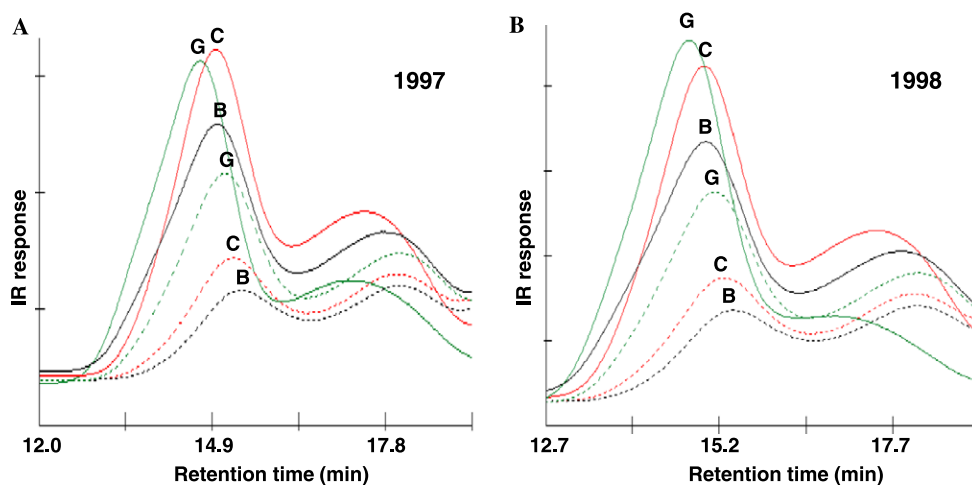 A
1997
G
C
B
G
C
B
IR response
12.0
14.9
17.8
Retention time (min)
B
1998
G
C
B
G
C
B
IR response
12.7
15.2
17.7
Retention time (min)